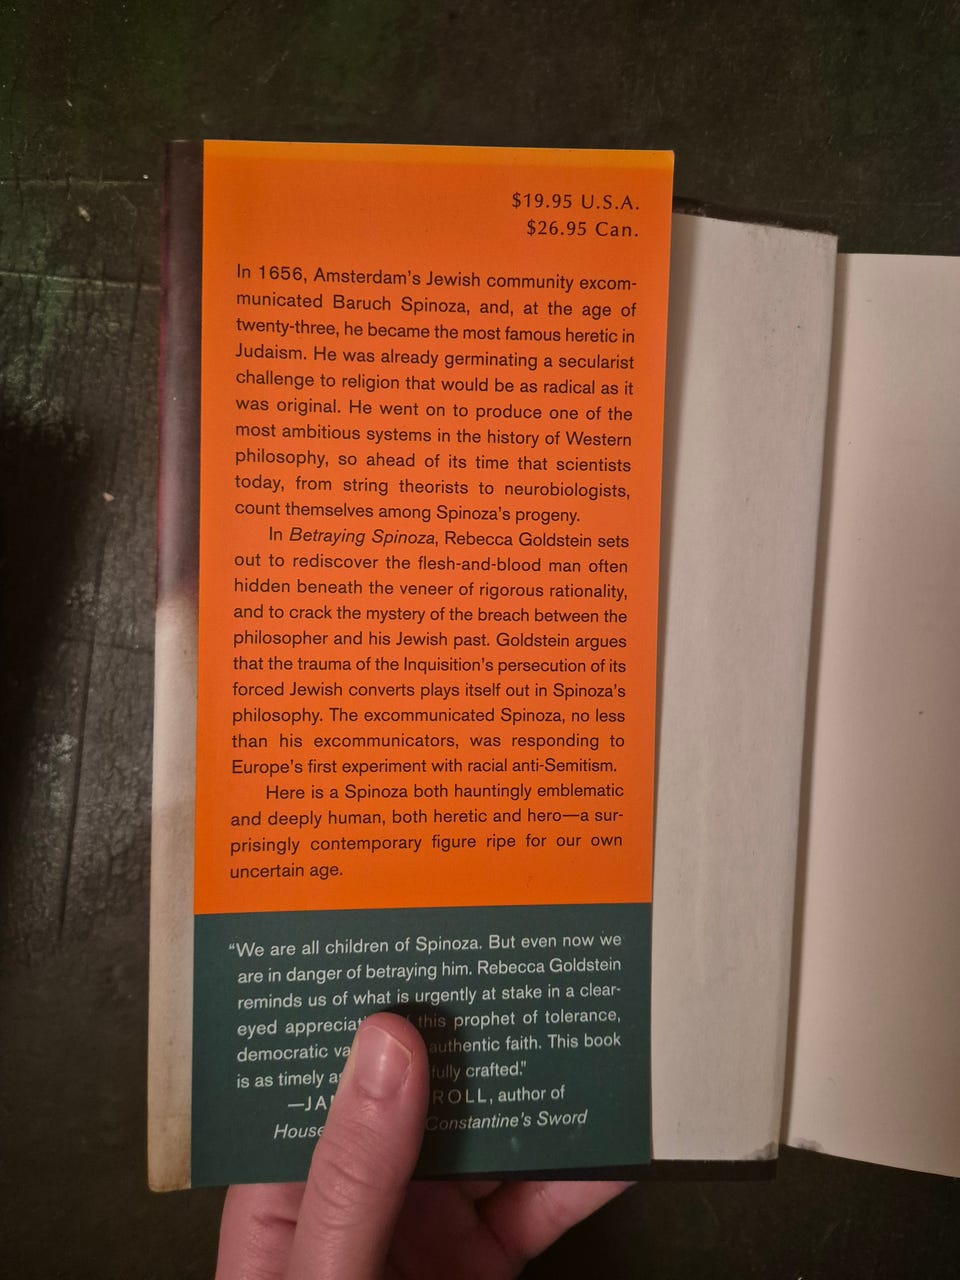 $19.95 U.S.A.
$26.95 Can.
In 1656, Amsterdam's Jewish community excom-
municated Baruch Spinoza, and, at the age of
twenty-three, he became the most famous heretic in
Judaism. He was already germinating a secularist
challenge to religion that would be as radical as it
was original. He went on to produce one of the
most ambitious systems in the history of Western
philosophy, so ahead of its time that scientists
today, from string theorists to neurobiologists,
count themselves among Spinoza's progeny.
In Betraying Spinoza, Rebecca Goldstein sets
out to rediscover the flesh-and-blood man often
hidden beneath the veneer of rigorous rationality,
and to crack the mystery of the breach between the
philosopher and his Jewish past. Goldstein argues
that the trauma of the Inquisition's persecution of its
forced Jewish converts plays itself out in Spinoza's
philosophy. The excommunicated Spinoza, no less
than his excommunicators, was responding to
Europe's first experiment with racial anti-Semitism.
Here is a Spinoza both hauntingly emblematic
and deeply human, both heretic and hero—a sur-
prisingly contemporary figure ripe for our own
uncertain age.
"We are all children of Spinoza. But even now we
are in danger of betraying him. Rebecca Goldstein
reminds us of what is urgently at stake in a clear-
eyed this prophet of tolerance,
democratic authentic faith. This book
is as timely crafted."
author of
Constantine's Sword